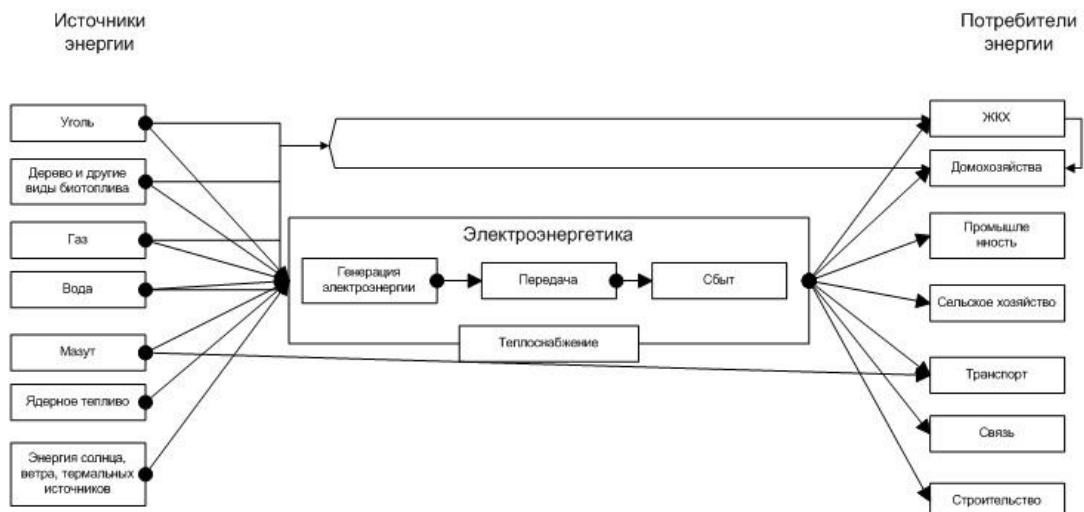 Источники
энергии
Потребители
энергии
Уголь
Дерево и другие
виды биотоплива
Газ
Вода
Мазут
Ядерное тепливо
Энергия солнца,
ветра, термальных
источников
Электроэнергетика
Генерация
электроэнергии
Передача
Сбыт
Теплоснабжение
ЖКХ
Домохозяйства
Промышле
нность
Сельское хозяйство
Транспорт
Связь
Строительство